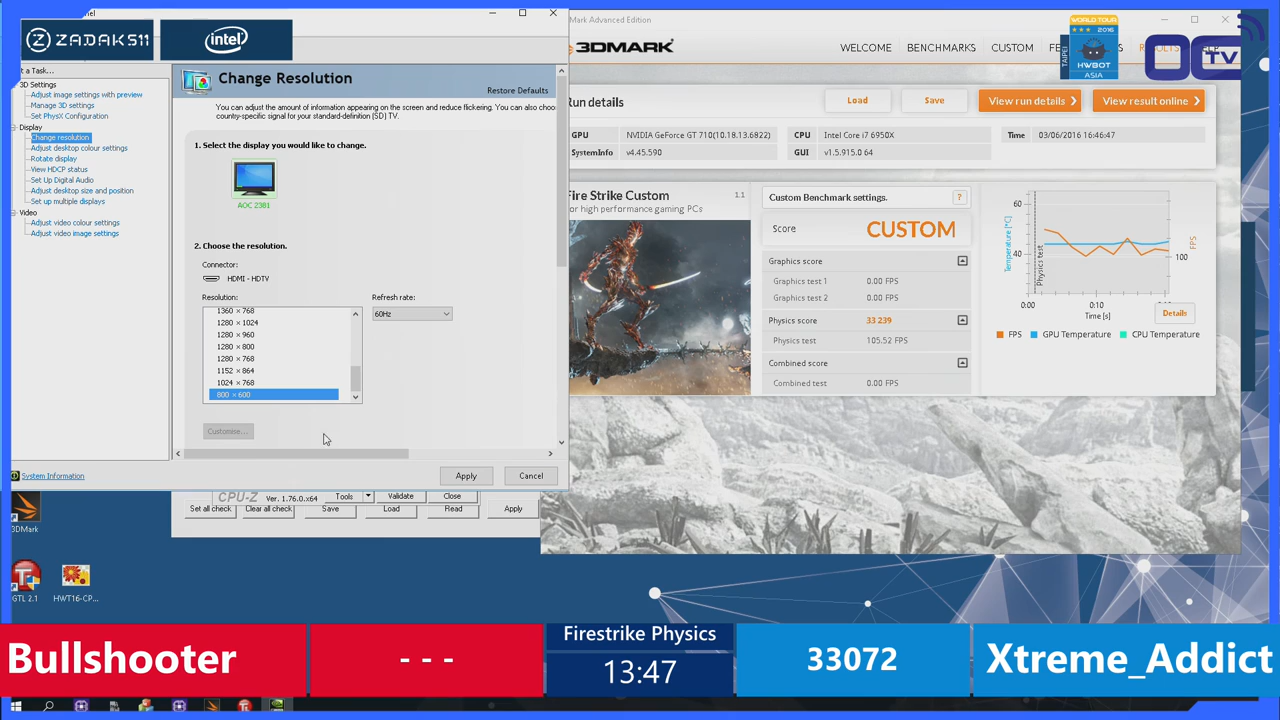 nel
ZADAK511
intel
t a Task...
3D Settings
Adjust image settings with preview
Manage 3D settings
Set PhysX Configuration
Display
Change resolution
Adjust desktop colour settings
Rotate display
View HDCP status
Set Up Digital Audio
Adjust desktop size and position
Set up multiple displays
Video
Adjust video colour settings
Adjust video image settings
System Information
Change Resolution
Restore Defaults
You can adjust the amount of information appearing on the screen and reduce flickering. You can also choo
country-specific signal for your standard-definition (SD) TV.
1. Select the display you would like to change.
AOC 2381
2. Choose the resolution.
Connector:
HDMI - HDTV
Resolution:
Refresh rate:
1360 × 768
60Hz
1280 × 1024
1280 × 960
1280 × 800
1280 × 768
1152 × 864
1024 × 768
800 × 600
Customise...
Apply
Cancel
CPU-Z Ver. 1.76.0.x64 Tools Validate Close
Set all check Clear all check Save Load Read Apply
Mark Advanced Edition
3DMARK
WELCOME BENCHMARKS CUSTOM
WORLD TOUR
2016
TAIPEI
HWBOT
ASIA
OC TV
Run details
Load Save View run details View result online
GPU NVIDIA GeForce GT 710(10.18.13.6822) CPU Intel Core i7 6950X Time 03/06/2016 16:46:47
SystemInfo v4.45.590 GUI v1.5.915.0 64
Fire Strike Custom 1.1
or high performance gaming PCs
Custom Benchmark settings. ?
Score CUSTOM
Graphics score
Graphics test 1 0.00 FPS
Graphics test 2 0.00 FPS
Physics score 33 239
Physics test 105.52 FPS
Combined score
Combined test 0.00 FPS
60
40
Temperature [°C]
Physics test
FPS
100
0:00 0:10
Time [s]
Details
FPS GPU Temperature CPU Temperature
3DMark
GTL 2.1
HWT16-CP...
Bullshooter
- - -
Firestrike Physics
13:47
33072
Xtreme_Addict